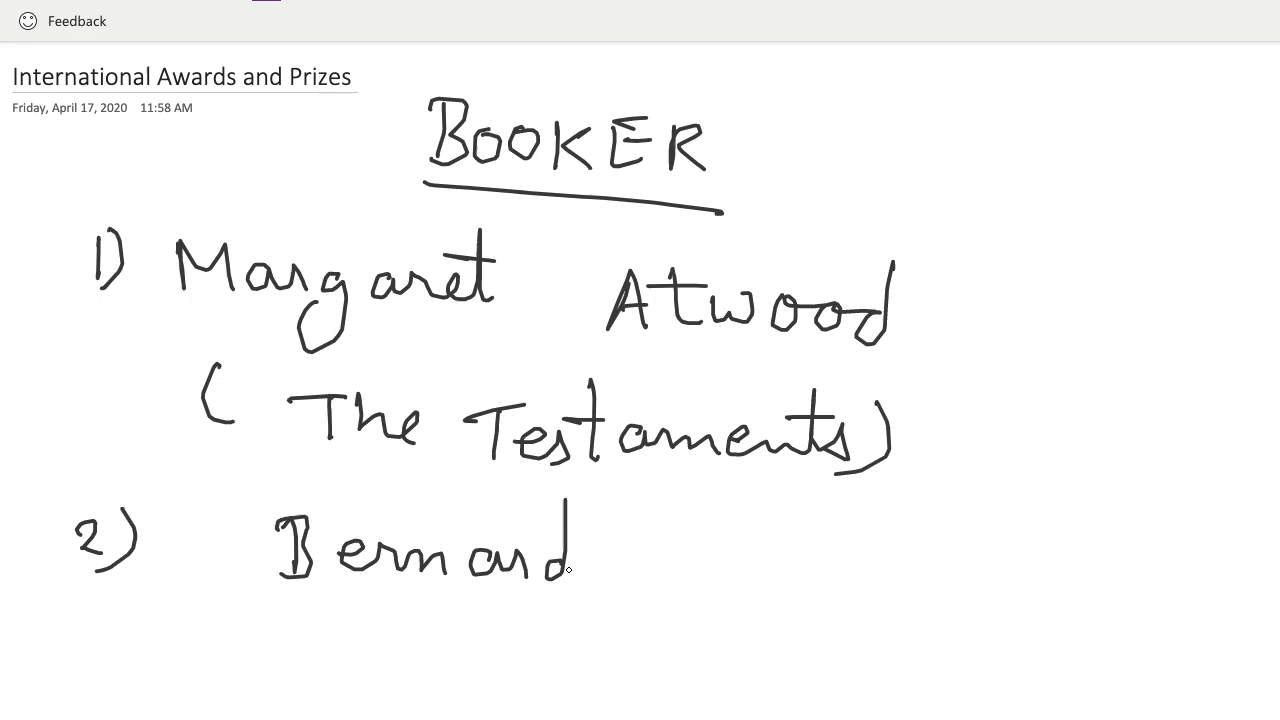 Feedback
International Awards and Prizes
Friday, April 17, 2020 11:58 AM
BOOKER
1) Margaret Atwood
( The Testaments)
2) Bernard